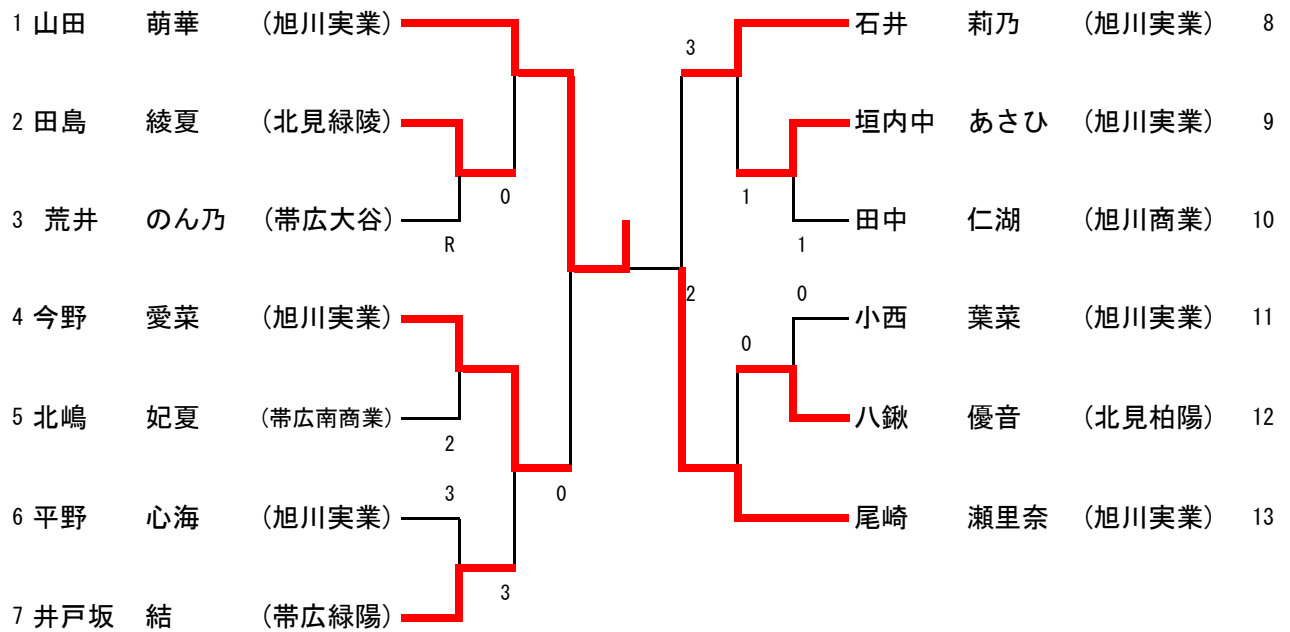 1 山田 萌華 (旭川実業)
2 田島 綾夏 (北見緑陵)
0
3 荒井 のん乃 (帯広大谷)
R
4 今野 愛菜 (旭川実業)
5 北嶋 妃夏 (帯広南商業)
2
3
0
6 平野 心海 (旭川実業)
3
7 井戸坂 結 (帯広緑陽)
石井 莉乃 (旭川実業) 8
3
垣内中 あさひ (旭川実業) 9
1
田中 仁湖 (旭川商業) 10
1
2
0
小西 葉菜 (旭川実業) 11
0
八鍬 優音 (北見柏陽) 12
尾崎 瀬里奈 (旭川実業) 13